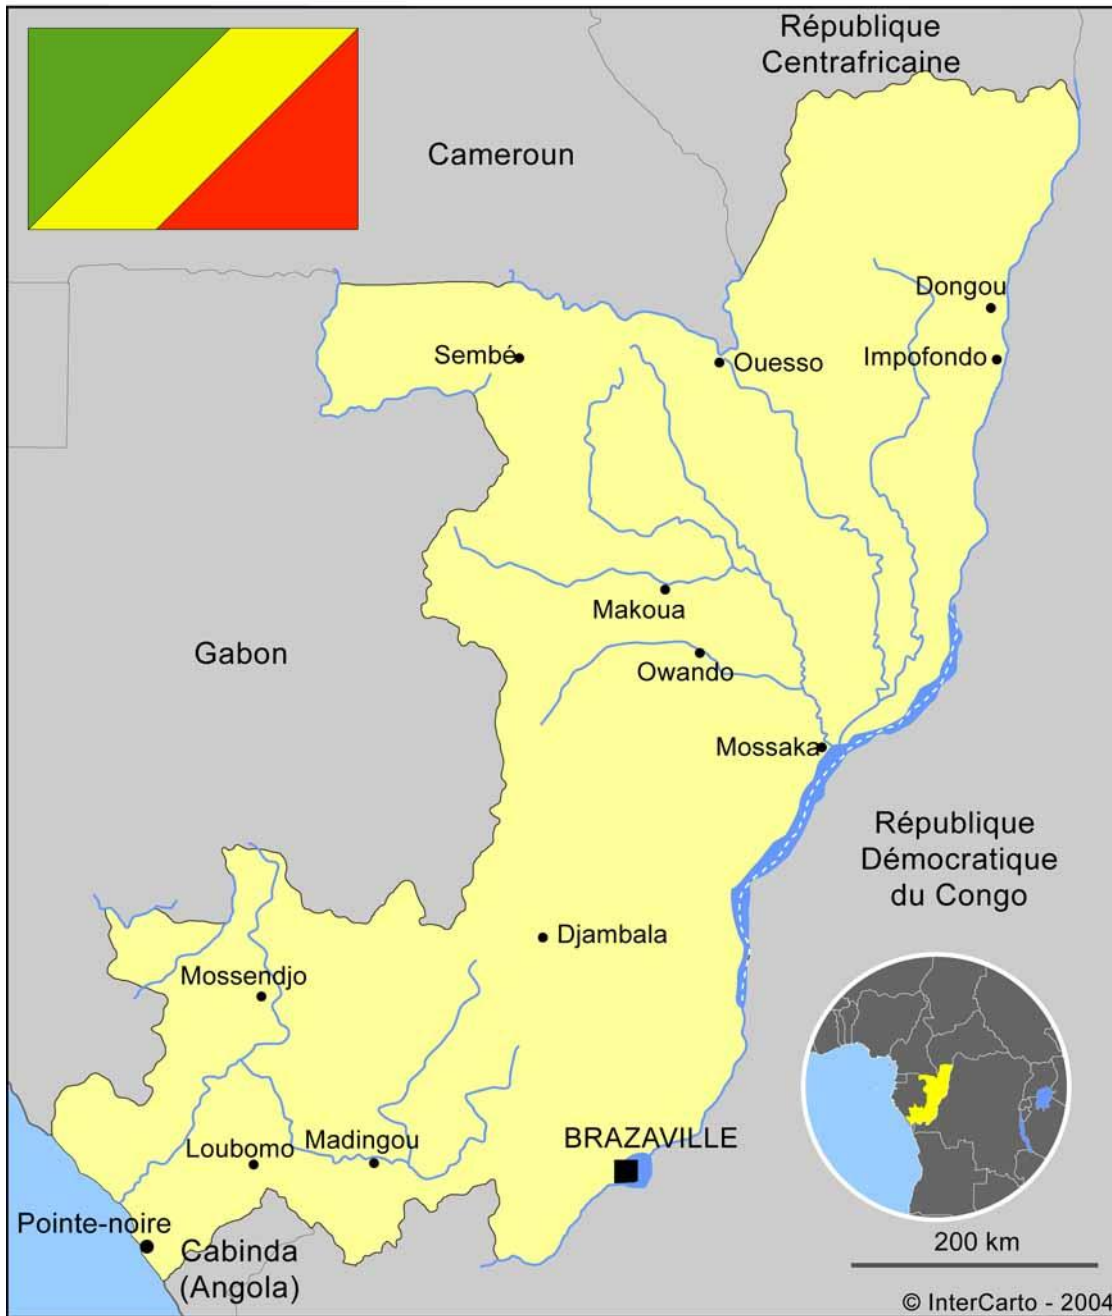 République
Centrafricaine
Cameroun
Dongou
Sembé
Ouesso
Impofondo
Makoua
Gabon
Owando
Mossaka
République
Démocratique
du Congo
Djambala
Mossendjo
Loubomo
Madingou
BRAZAVILLE
Pointe-noire
Cabinda
(Angola)
200 km
© InterCarto - 2004